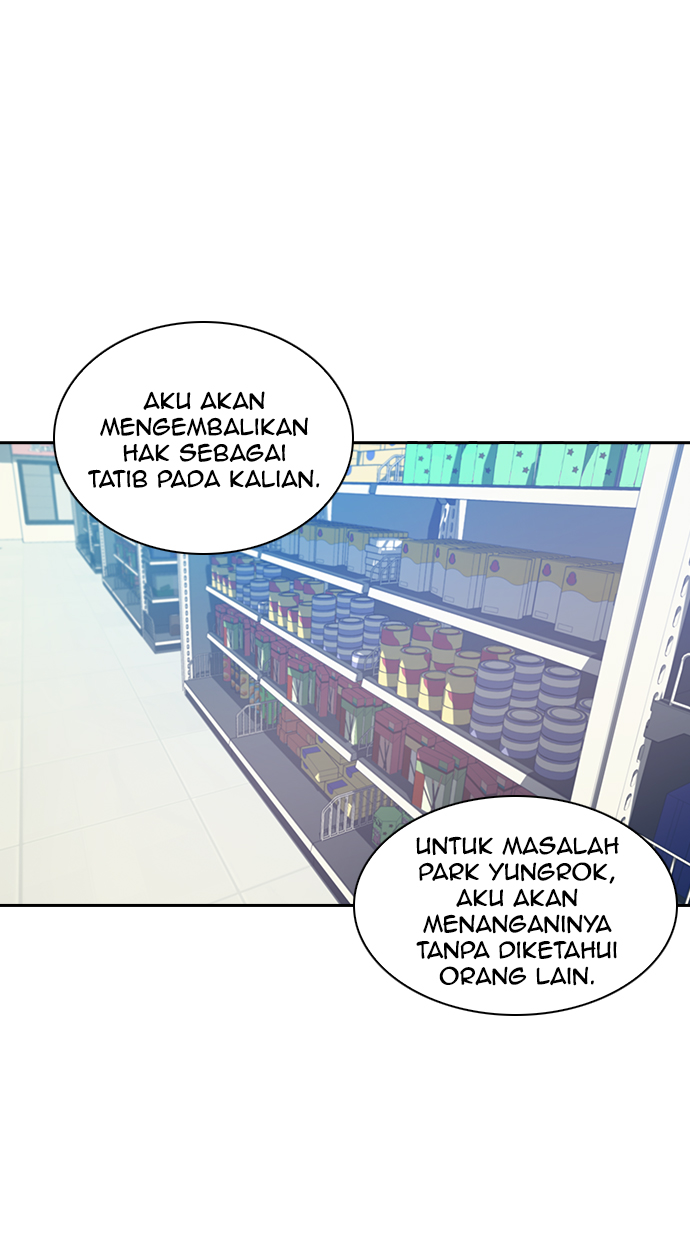 AKU AKAN
MENGEMBALIKAN
HAK SEBAGAI
TATIB PADA KALIAN.
UNTUK MASALAH
PARK YUNGROK,
AKU AKAN
MENANGANINYA
TANPA DIKETAHUI
ORANG LAIN.